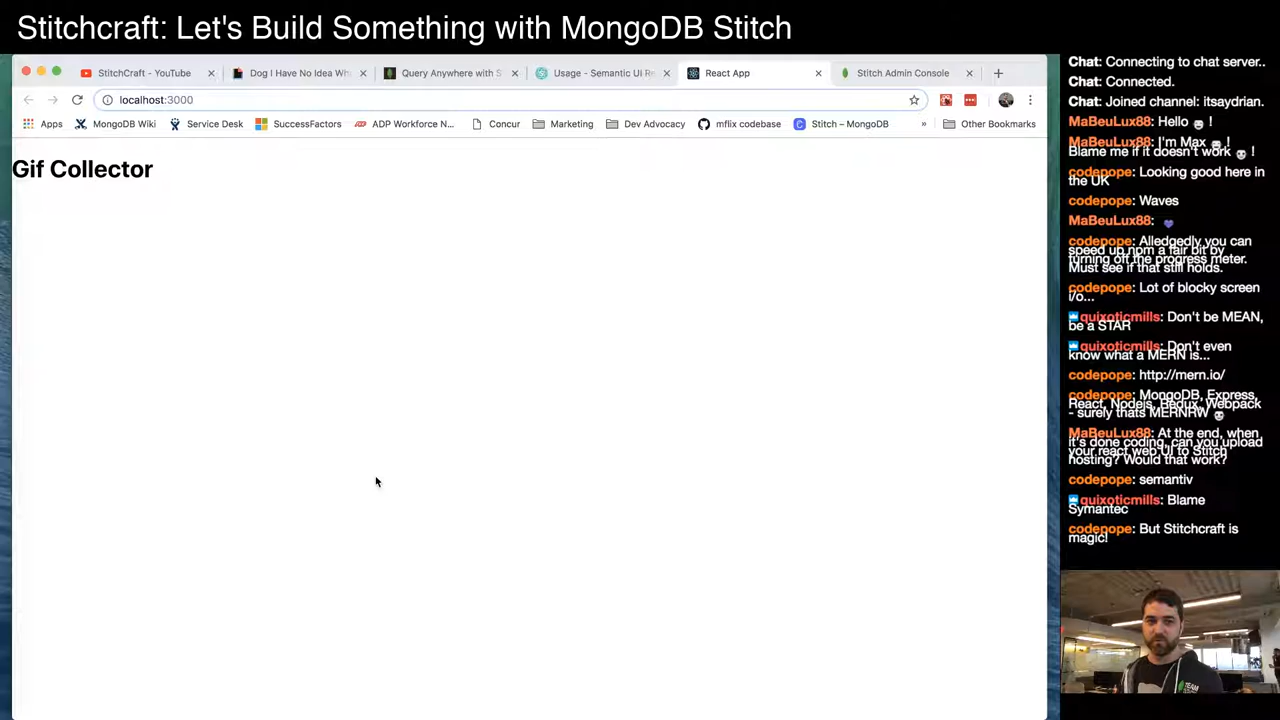 Stitchcraft: Let's Build Something with MongoDB Stitch
StitchCraft - YouTube
Dog I Have No Idea Wh
Query Anywhere with S
Usage - Semantic UI Re
React App
Stitch Admin Console
localhost:3000
Apps
MongoDB Wiki
Service Desk
SuccessFactors
ADP Workforce N...
Concur
Marketing
Dev Advocacy
mflix codebase
Stitch – MongoDB
»
Other Bookmarks
Gif Collector
Chat: Connecting to chat server..
Chat: Connected.
Chat: Joined channel: itsaydrian.
MaBeuLux88: Hello !
MaBeuLux88: I'm Max !
Blame me if it doesn't work !
codepope: Looking good here in
the UK
codepope: Waves
MaBeuLux88:
codepope: Alledgedly you can
speed up npm a fair bit by
turning off the progress meter.
Must see if that still holds.
codepope: Lot of blocky screen
i/o...
quixoticmills: Don't be MEAN,
be a STAR
quixoticmills: Don't even
know what a MERN is...
codepope: http://mern.io/
codepope: MongoDB, Express,
React, Nodejs, Redux, Webpack
- surely thats MERNRW
MaBeuLux88: At the end, when
it's done coding, can you upload
your react web UI to Stitch
hosting? Would that work?
codepope: semantiv
quixoticmills: Blame
Symantec
codepope: But Stitchcraft is
magic!
TEAM